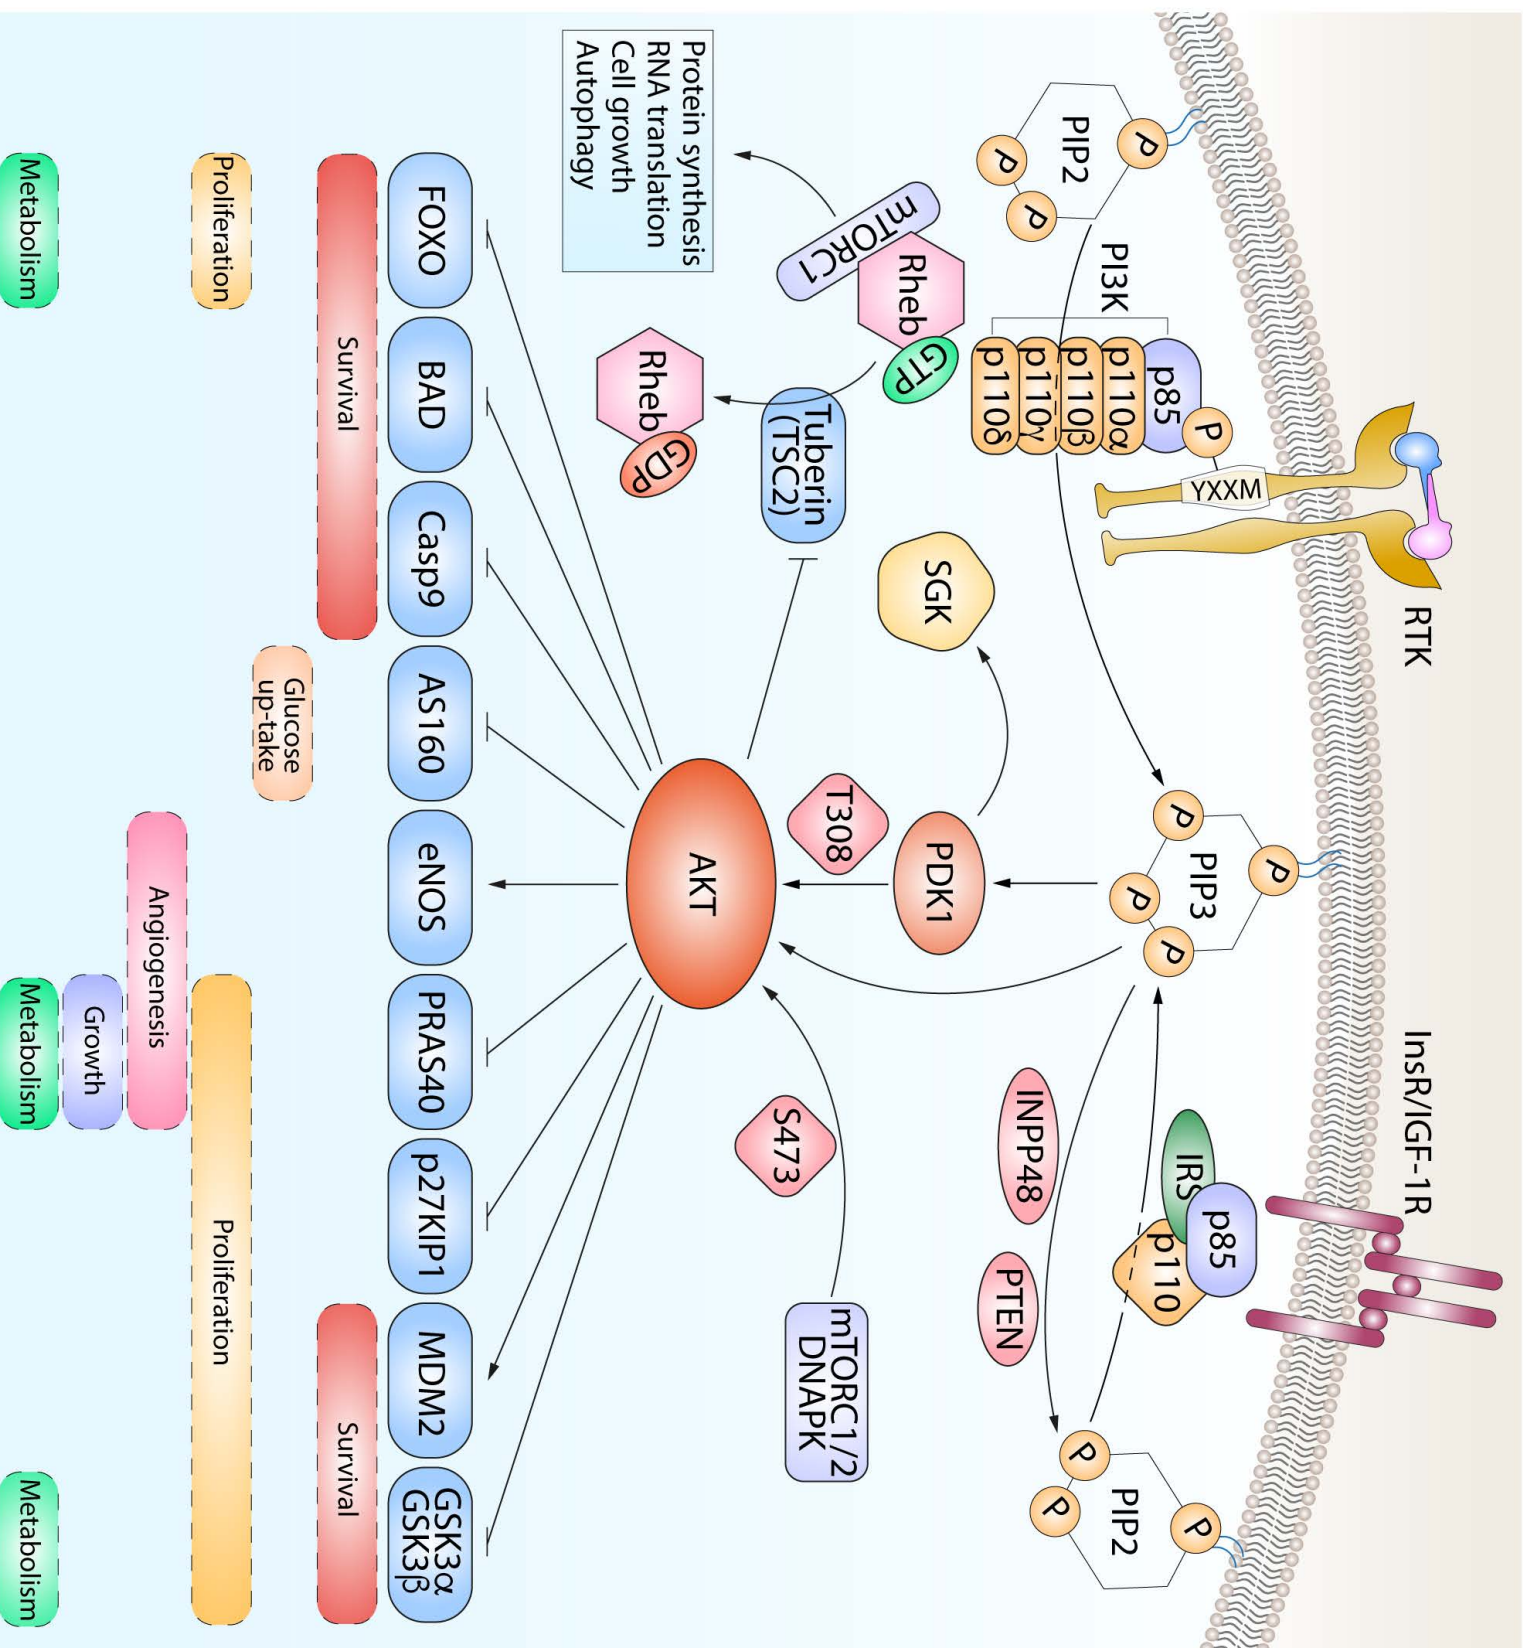 RTK
InsR/IGF-1R
YXXM
PIP2
P
P
P
PI3K
P
p85
p110α
p110β
p110γ
p110δ
PIP3
P
P
P
P
IRS
p85
p110
PIP2
P
P
P
INPP48
PTEN
mTORC1
Rheb
GTP
SGK
PDK1
T308
Protein synthesis
RNA translation
Cell growth
Autophagy
Rheb
GDP
Tuberin
(TSC2)
AKT
S473
mTORC1/2
DNAPK
FOXO
BAD
Casp9
AS160
eNOS
PRAS40
p27KIP1
MDM2
GSK3α
GSK3β
Survival
Survival
Glucose
up-take
Proliferation
Proliferation
Angiogenesis
Growth
Metabolism
Metabolism
Metabolism